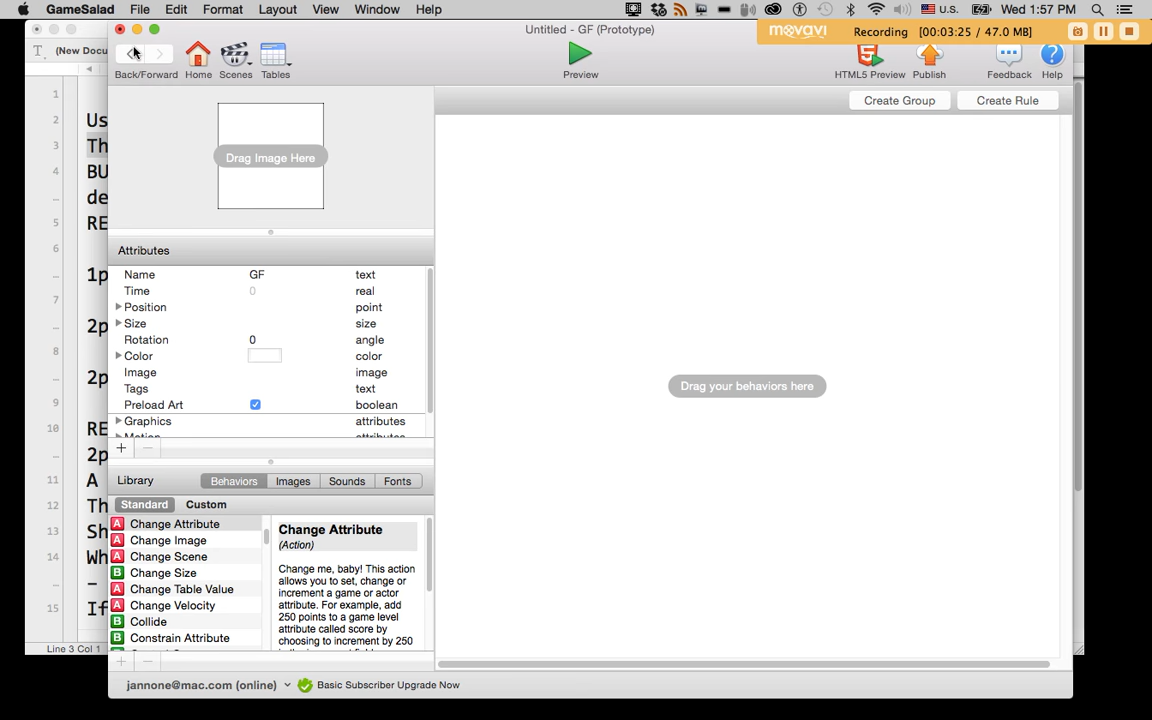 GameSalad File Edit Format Layout View Window Help U.S. Wed 1:57 PM
Untitled - GF (Prototype)
movavi Recording [00:03:25 / 47.0 MB]
T (New Docu
Back/Forward Home Scenes Tables Preview HTML5 Preview Publish Feedback Help
Create Group Create Rule
Drag Image Here
1
2 Us
3 Th
4 BU
de
5 RE
6
1p
7
2p
8
2p
9
10 RE
2p
11 A
12 Th
13 Sh
14 Wh
–
15 If
Line 3 Col 1
Attributes
Name GF text
Time 0 real
Position point
Size size
Rotation 0 angle
Color color
Image image
Tags text
Preload Art boolean
Graphics attributes
Motion attributes
+ −
Drag your behaviors here
Library Behaviors Images Sounds Fonts
Standard Custom
A Change Attribute
A Change Image
A Change Scene
B Change Size
A Change Table Value
A Change Velocity
B Collide
B Constrain Attribute
Change Attribute
(Action)
Change me, baby! This action
allows you to set, change or
increment a game or actor
attribute. For example, add
250 points to a game level
attribute called score by
choosing to increment by 250
+ −
jannone@mac.com (online) Basic Subscriber Upgrade Now